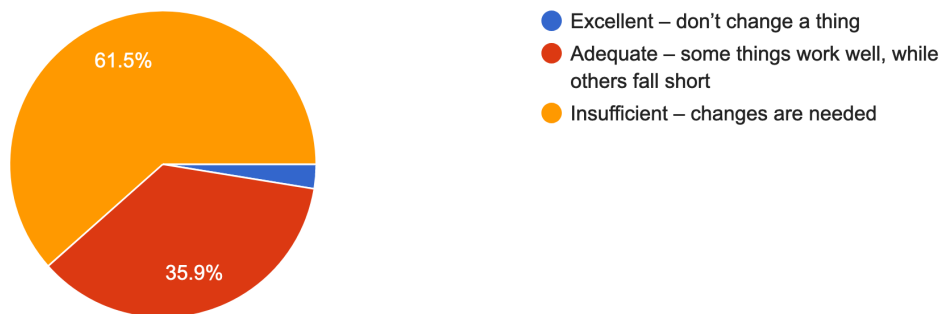 61.5%
35.9%
Excellent – don't change a thing
Adequate – some things work well, while
others fall short
Insufficient – changes are needed